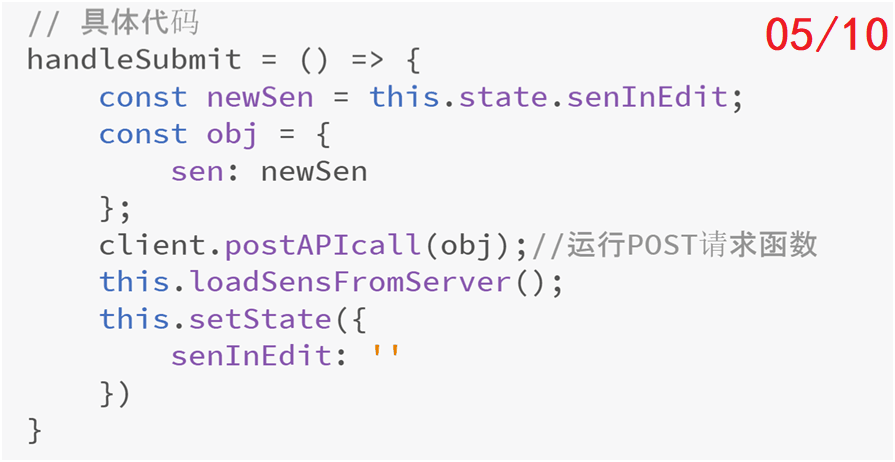 // 具体代码
05/10
handleSubmit = () => {
    const newSen = this.state.senInEdit;
    const obj = {
        sen: newSen
    };
    client.postAPIcall(obj);//运行POST请求函数
    this.loadSensFromServer();
    this.setState({
        senInEdit: ''
    })
}